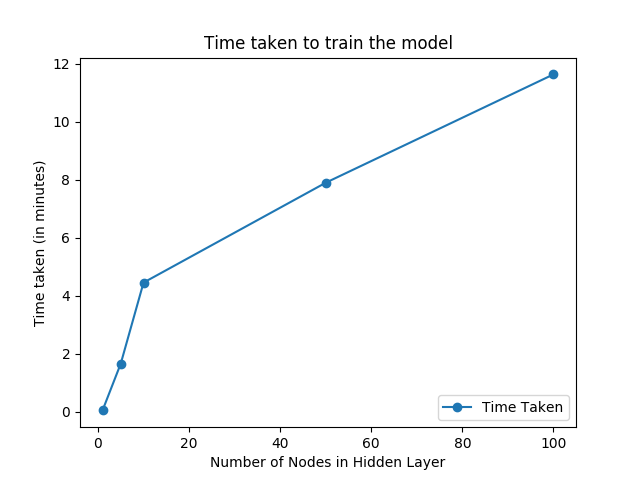 Time taken to train the model
12
10
8
6
4
2
0
Time taken (in minutes)
Time Taken
0 20 40 60 80 100
Number of Nodes in Hidden Layer